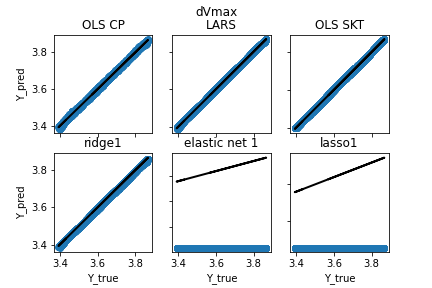 dVmax
OLS CP LARS OLS SKT
3.8
3.6
3.4
Y_pred
ridge1 elastic net 1 lasso1
3.8
3.6
3.4
Y_pred
3.4 3.6 3.8 3.4 3.6 3.8 3.4 3.6 3.8
Y_true Y_true Y_true